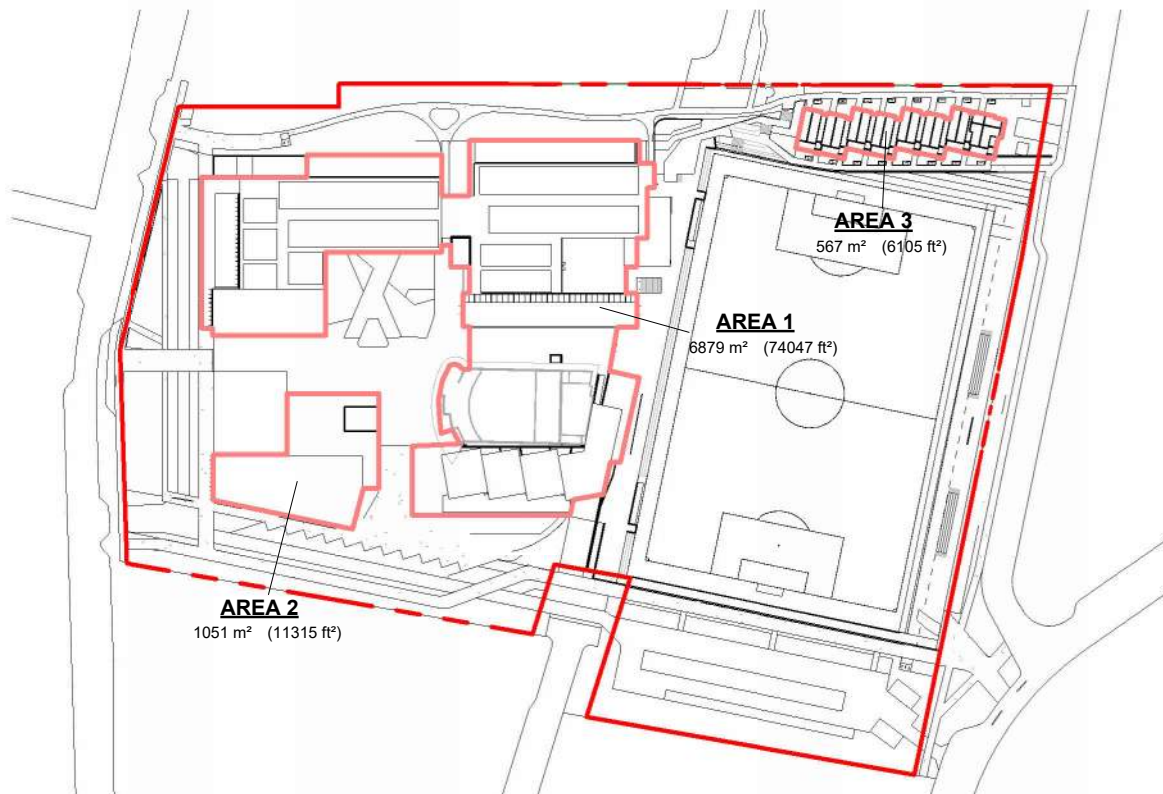 AREA 3
567 m² (6105 ft²)
AREA 1
6879 m² (74047 ft²)
AREA 2
1051 m² (11315 ft²)